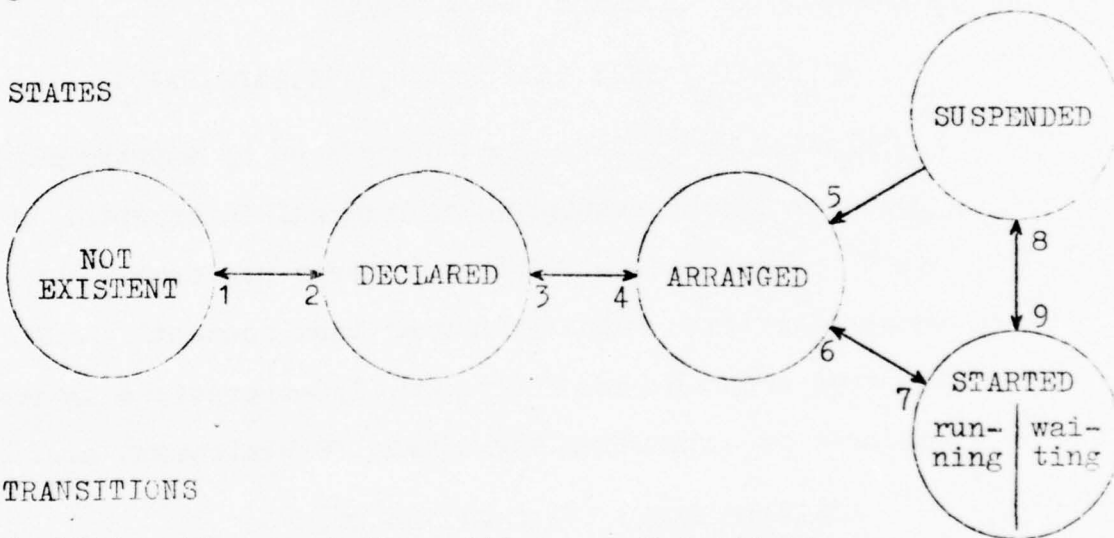 STATES
SUSPENDED
NOT
EXISTENT
1
2
DECLARED
3
4
ARRANGED
5
6
7
8
9
STARTED
run-
ning
wai-
ting
TRANSITIONS